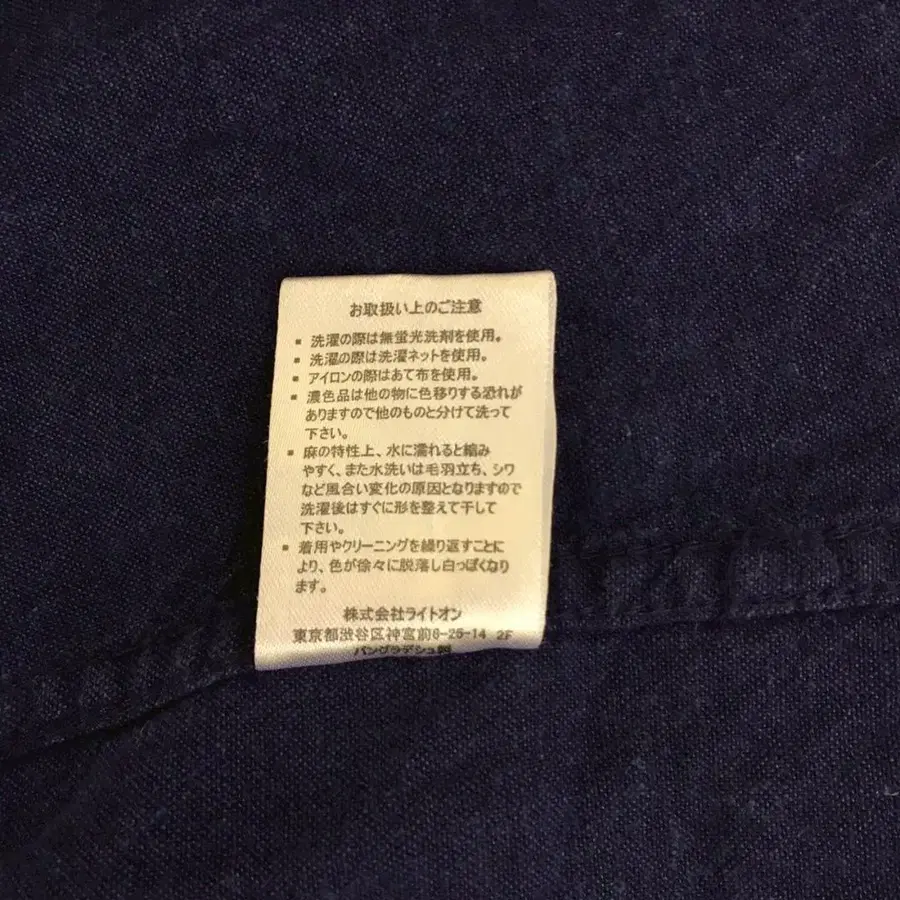 お取扱い上のご注意
▪ 洗濯の際は無蛍光洗剤を使用。
▪ 洗濯の際は洗濯ネットを使用。
▪ アイロンの際はあて布を使用。
▪ 濃色品は他の物に色移りする恐れが
ありますので他のものと分けて洗って
下さい。
▪ 麻の特性上、水に濡れると縮み
やすく、また水洗いは毛羽立ち、シワ
など風合い変化の原因となりますので
洗濯後はすぐに形を整えて干して
下さい。
▪ 着用やクリーニングを繰り返すことに
より、色が徐々に脱落し白っぽくなり
ます。
株式会社ライトオン
東京都渋谷区神宮前6-25-14 2F
バングラデシュ製